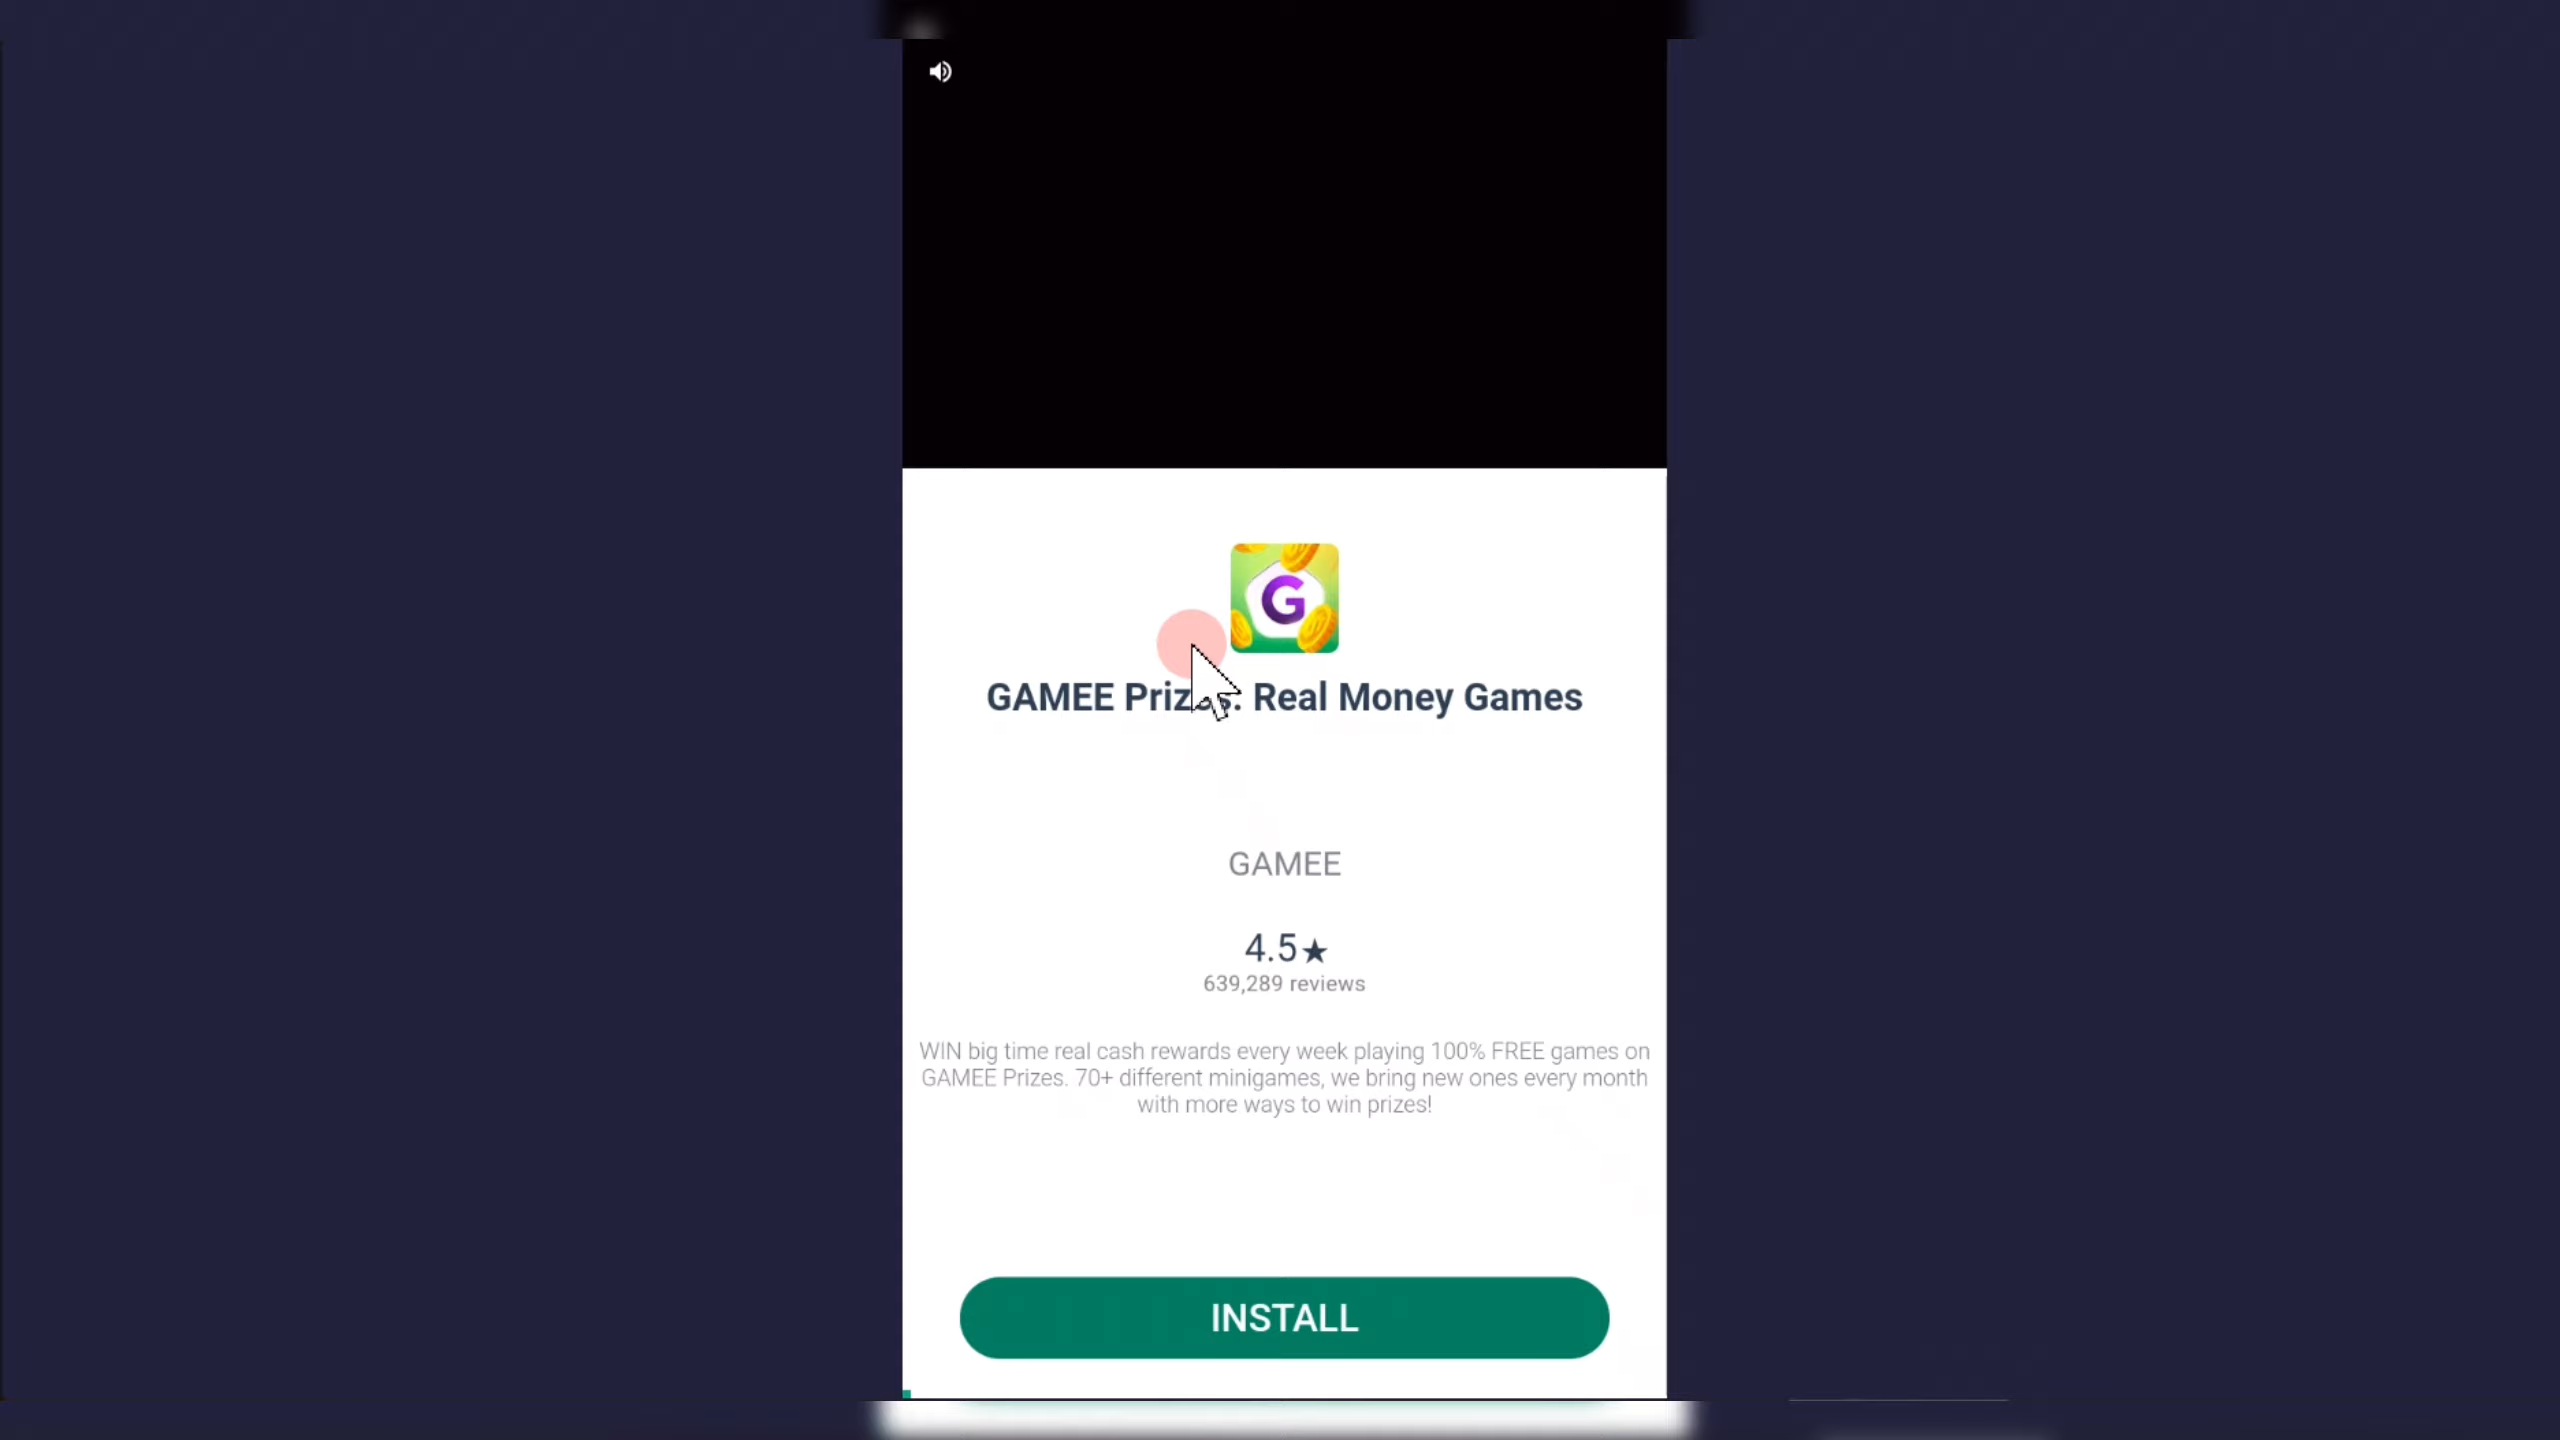 G
GAMEE Prizes: Real Money Games
GAMEE
4.5★
639,289 reviews
WIN big time real cash rewards every week playing 100% FREE games on
GAMEE Prizes. 70+ different minigames, we bring new ones every month
with more ways to win prizes!
INSTALL